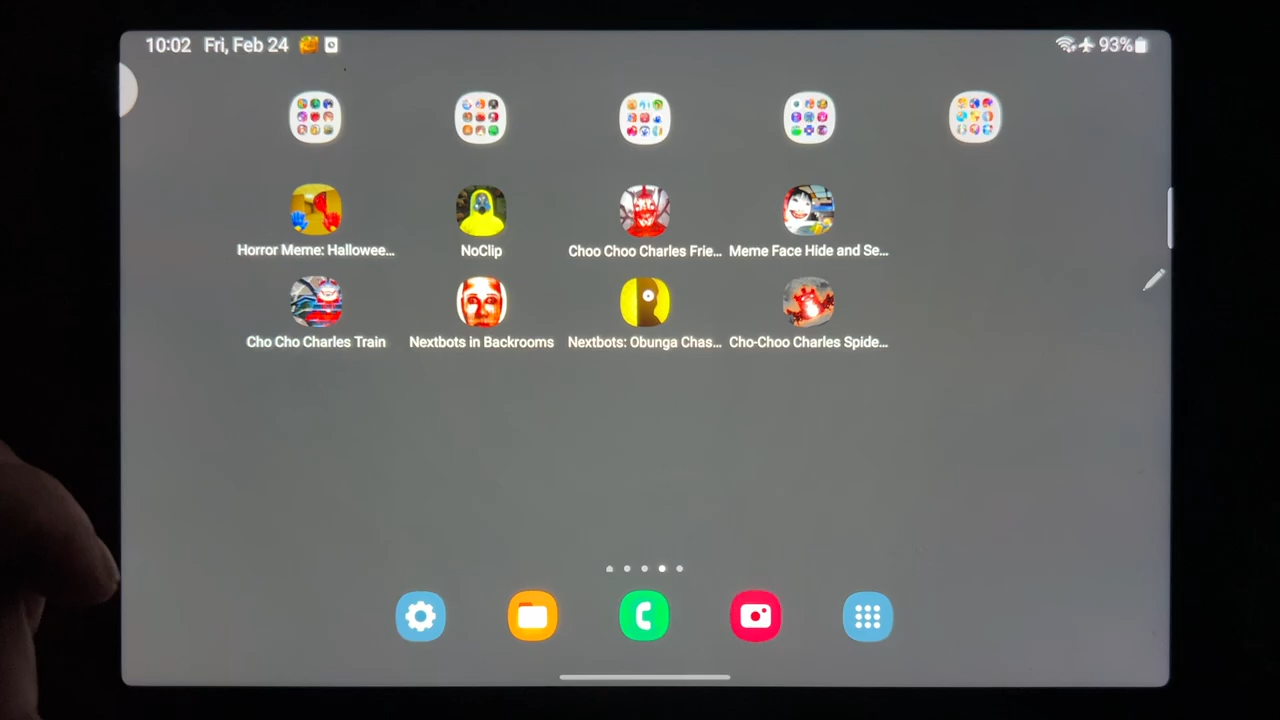 10:02 Fri, Feb 24 93%
Horror Meme: Hallowee... NoClip Choo Choo Charles Frie... Meme Face Hide and Se...
Cho Cho Charles Train Nextbots in Backrooms Nextbots: Obunga Chas... Cho-Choo Charles Spide...